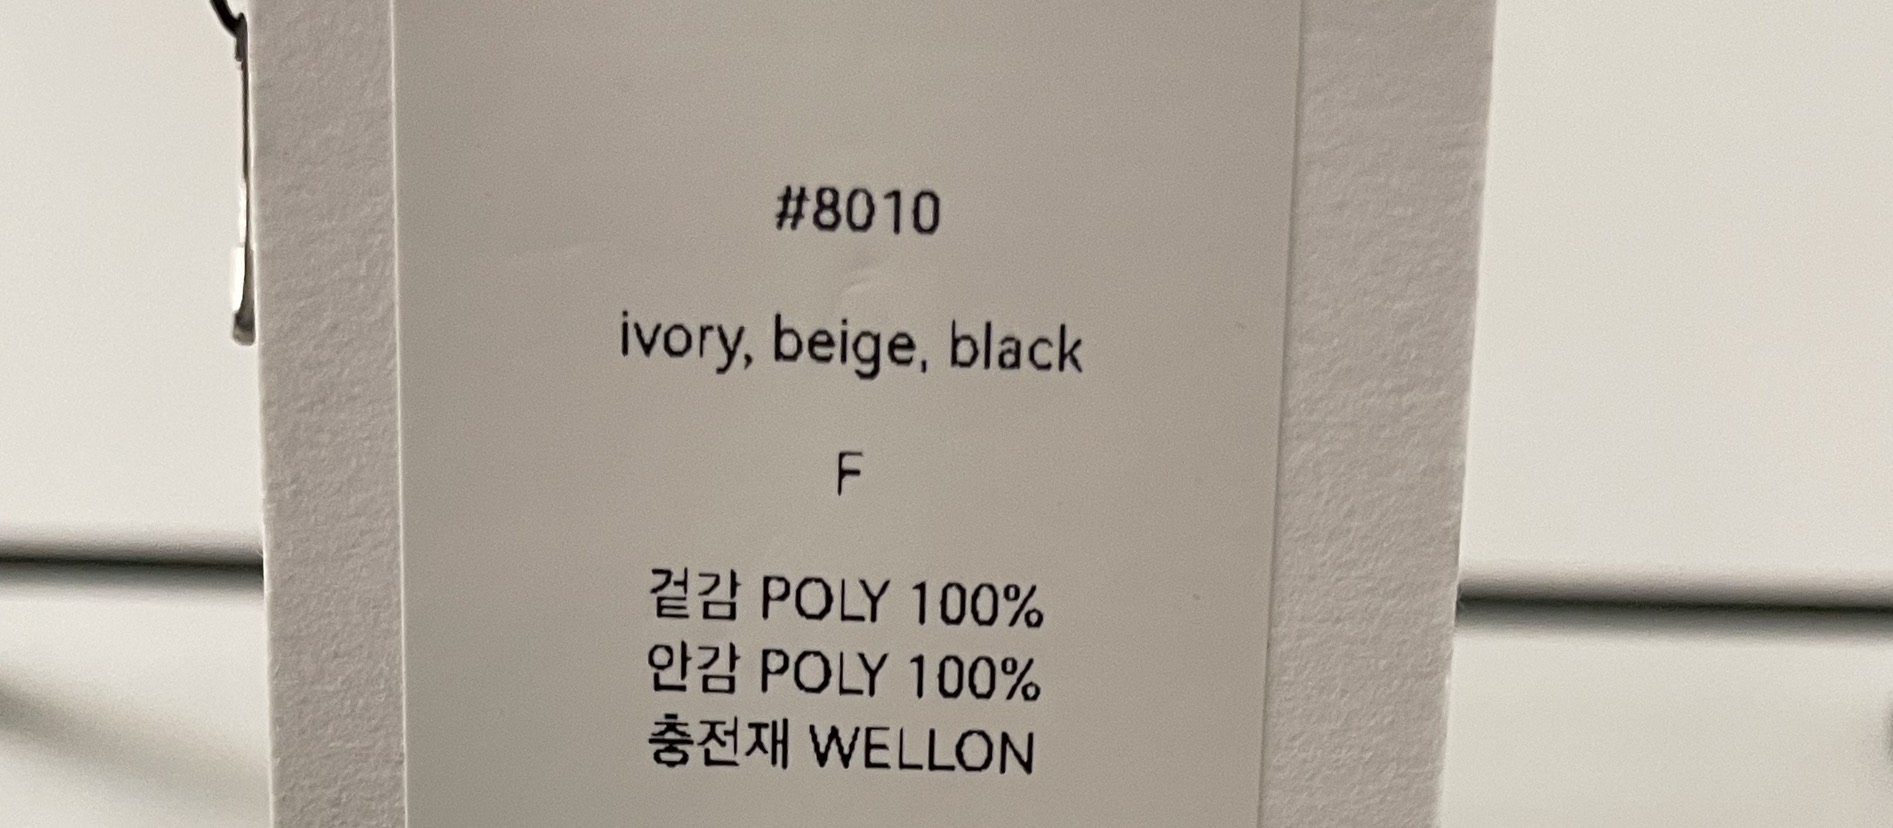 #8010
ivory, beige, black
F
겉감 POLY 100%
안감 POLY 100%
충전재 WELLON